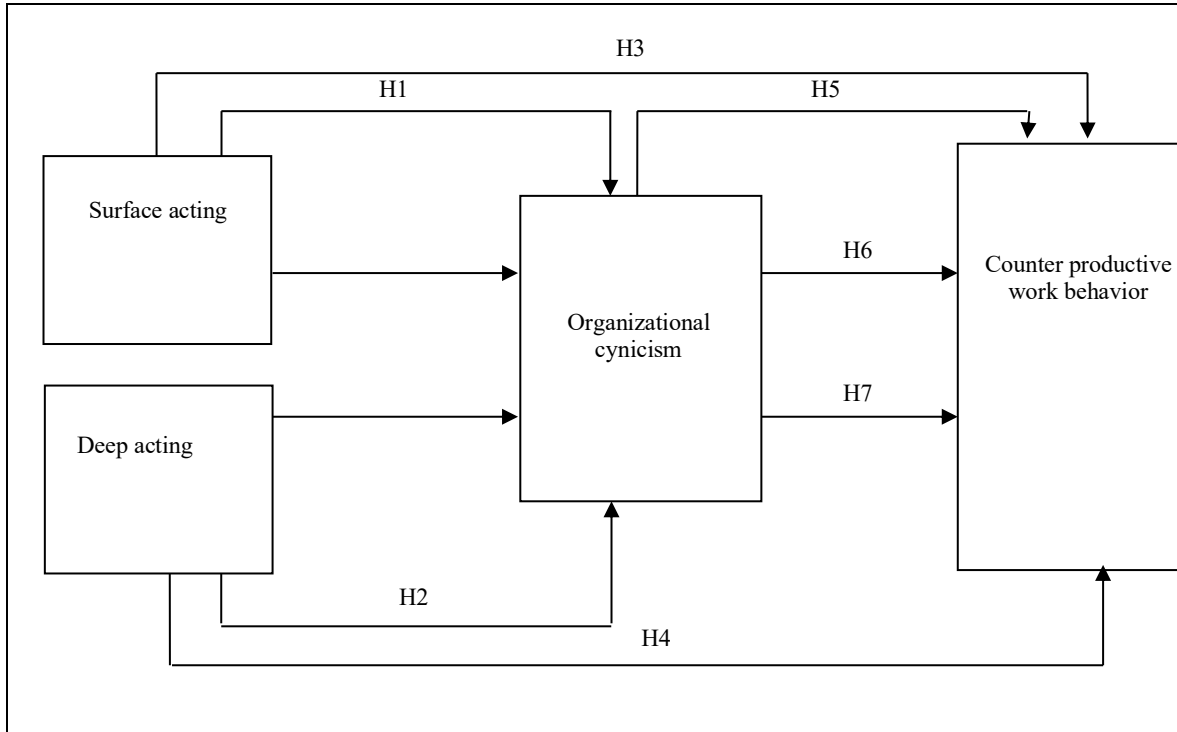 H3
H1
H5
Surface acting
H6
Counter productive
work behavior
Organizational
cynicism
H7
Deep acting
H2
H4